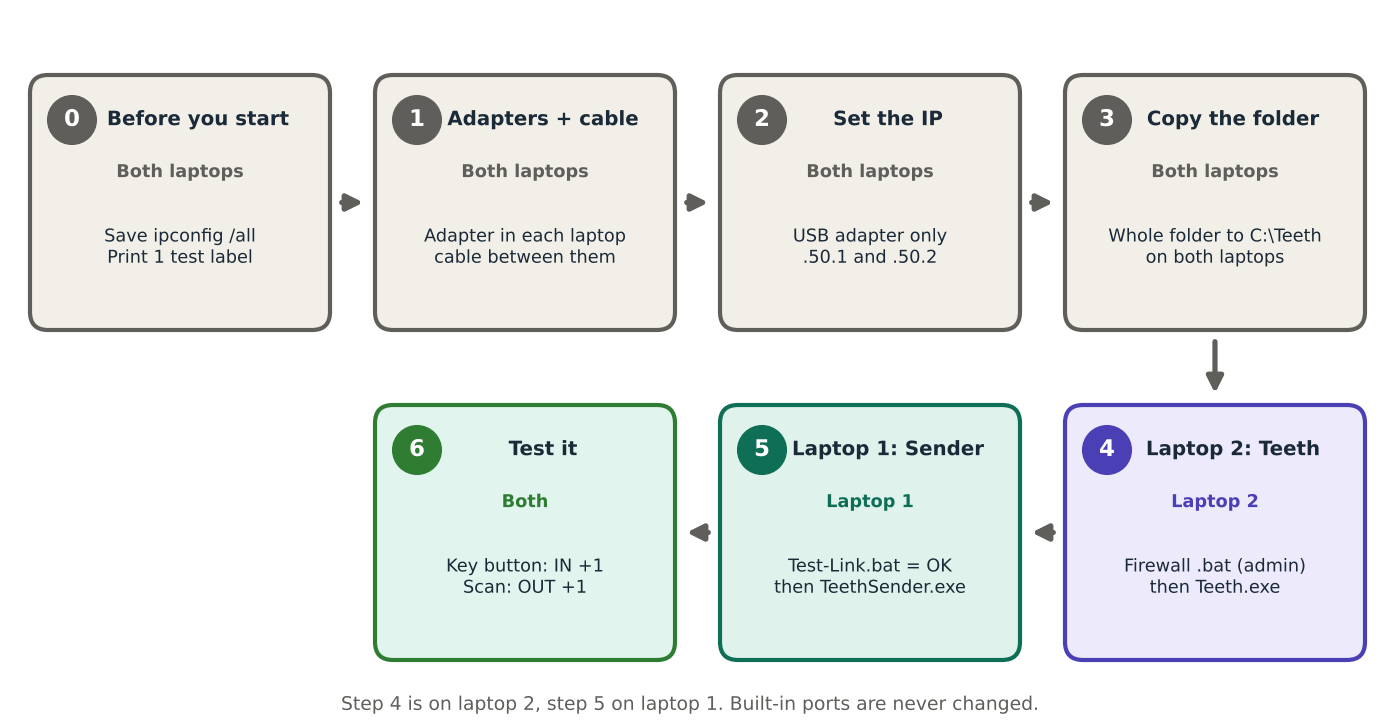 0 Before you start
Both laptops
Save ipconfig /all
Print 1 test label
1 Adapters + cable
Both laptops
Adapter in each laptop
cable between them
2 Set the IP
Both laptops
USB adapter only
.50.1 and .50.2
3 Copy the folder
Both laptops
Whole folder to C:\Teeth
on both laptops
4 Laptop 2: Teeth
Laptop 2
Firewall .bat (admin)
then Teeth.exe
5 Laptop 1: Sender
Laptop 1
Test-Link.bat = OK
then TeethSender.exe
6 Test it
Both
Key button: IN +1
Scan: OUT +1
Step 4 is on laptop 2, step 5 on laptop 1. Built-in ports are never changed.